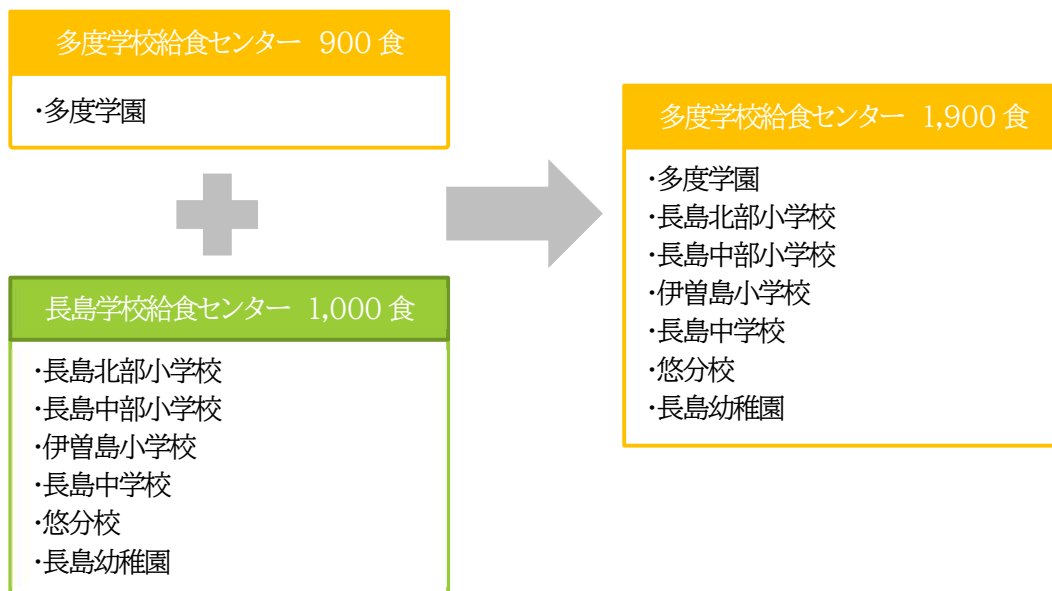 多度学校給食センター 900 食
・多度学園
長島学校給食センター 1,000 食
・長島北部小学校
・長島中部小学校
・伊曽島小学校
・長島中学校
・悠分校
・長島幼稚園
多度学校給食センター 1,900 食
・多度学園
・長島北部小学校
・長島中部小学校
・伊曽島小学校
・長島中学校
・悠分校
・長島幼稚園